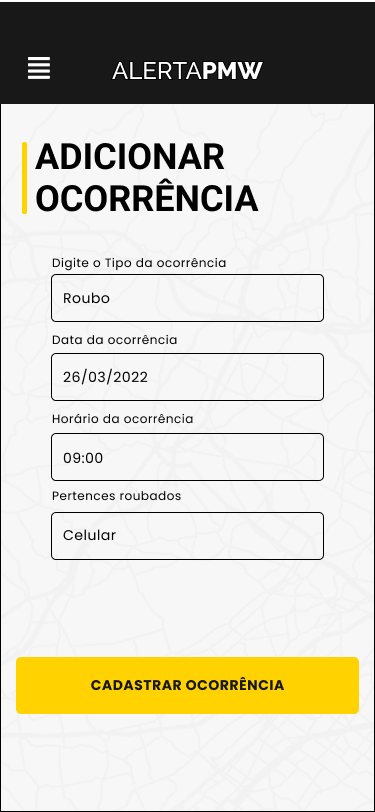 ALERTAPMW
ADICIONAR
OCORRÊNCIA
Digite o Tipo da ocorrência
Roubo
Data da ocorrência
26/03/2022
Horário da ocorrência
09:00
Pertences roubados
Celular
CADASTRAR OCORRÊNCIA